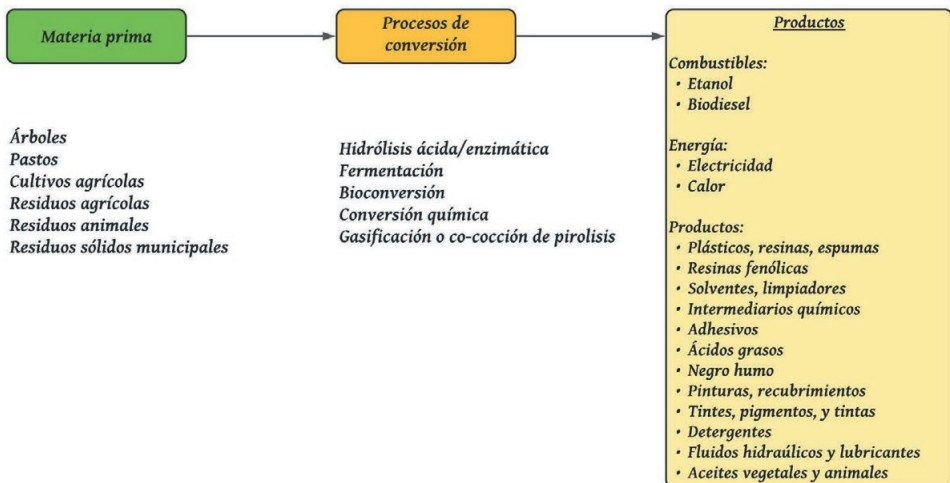 Materia prima
Procesos de
conversión
Productos
Árboles
Pastos
Cultivos agrícolas
Residuos agrícolas
Residuos animales
Residuos sólidos municipales
Hidrólisis ácida/enzimática
Fermentación
Bioconversión
Conversión química
Gasificación o co-cocción de pirolisis
Combustibles:
• Etanol
• Biodiesel
Energía:
• Electricidad
• Calor
Productos:
• Plásticos, resinas, espumas
• Resinas fenólicas
• Solventes, limpiadores
• Intermediarios químicos
• Adhesivos
• Ácidos grasos
• Negro humo
• Pinturas, recubrimientos
• Tintes, pigmentos, y tintas
• Detergentes
• Fluidos hidraúlicos y lubricantes
• Aceites vegetales y animales